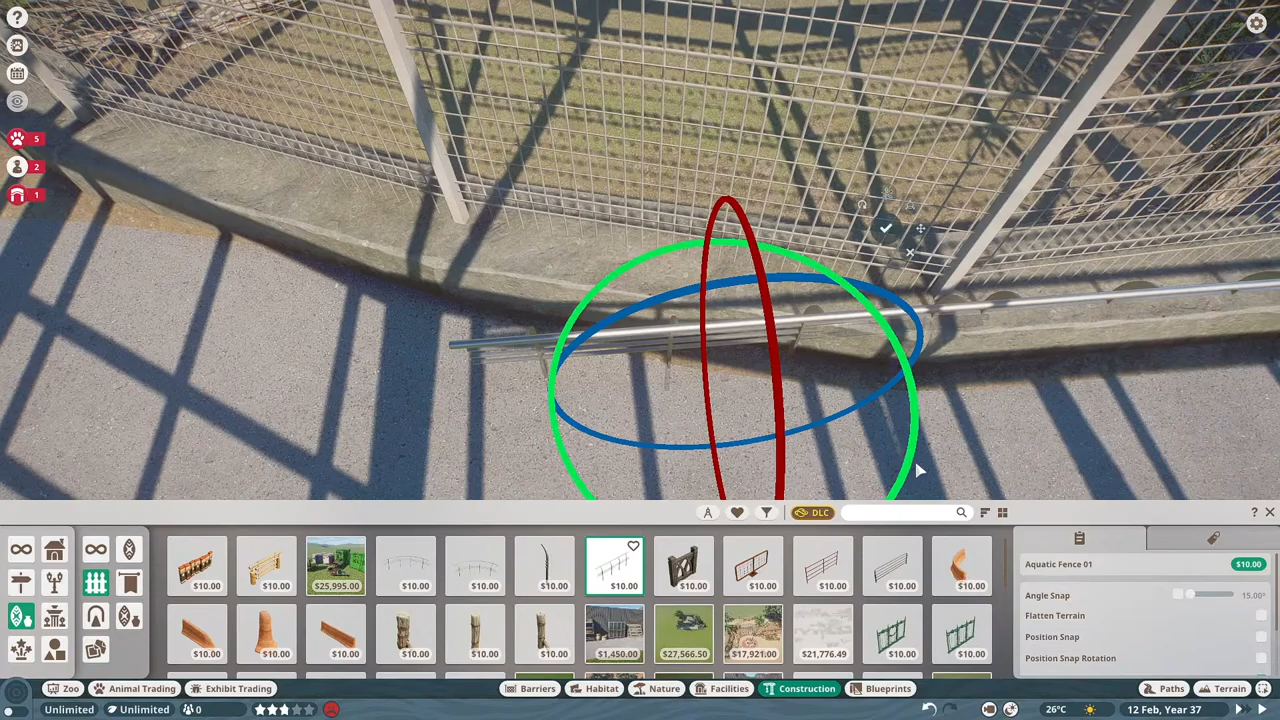 ?
5
2
1
DLC
? ×
$10.00 $10.00 $25,995.00 $10.00 $10.00 $10.00 $10.00 $10.00 $10.00 $10.00 $10.00 $10.00
$10.00 $10.00 $10.00 $10.00 $10.00 $10.00 $1,450.00 $27,566.50 $17,921.00 $21,776.49 $10.00 $10.00
Aquatic Fence 01 $10.00
Angle Snap 15.00°
Flatten Terrain
Position Snap
Position Snap Rotation
Zoo Animal Trading Exhibit Trading Barriers Habitat Nature Facilities Construction Blueprints Paths Terrain
Unlimited Unlimited 0 26°C 12 Feb, Year 37